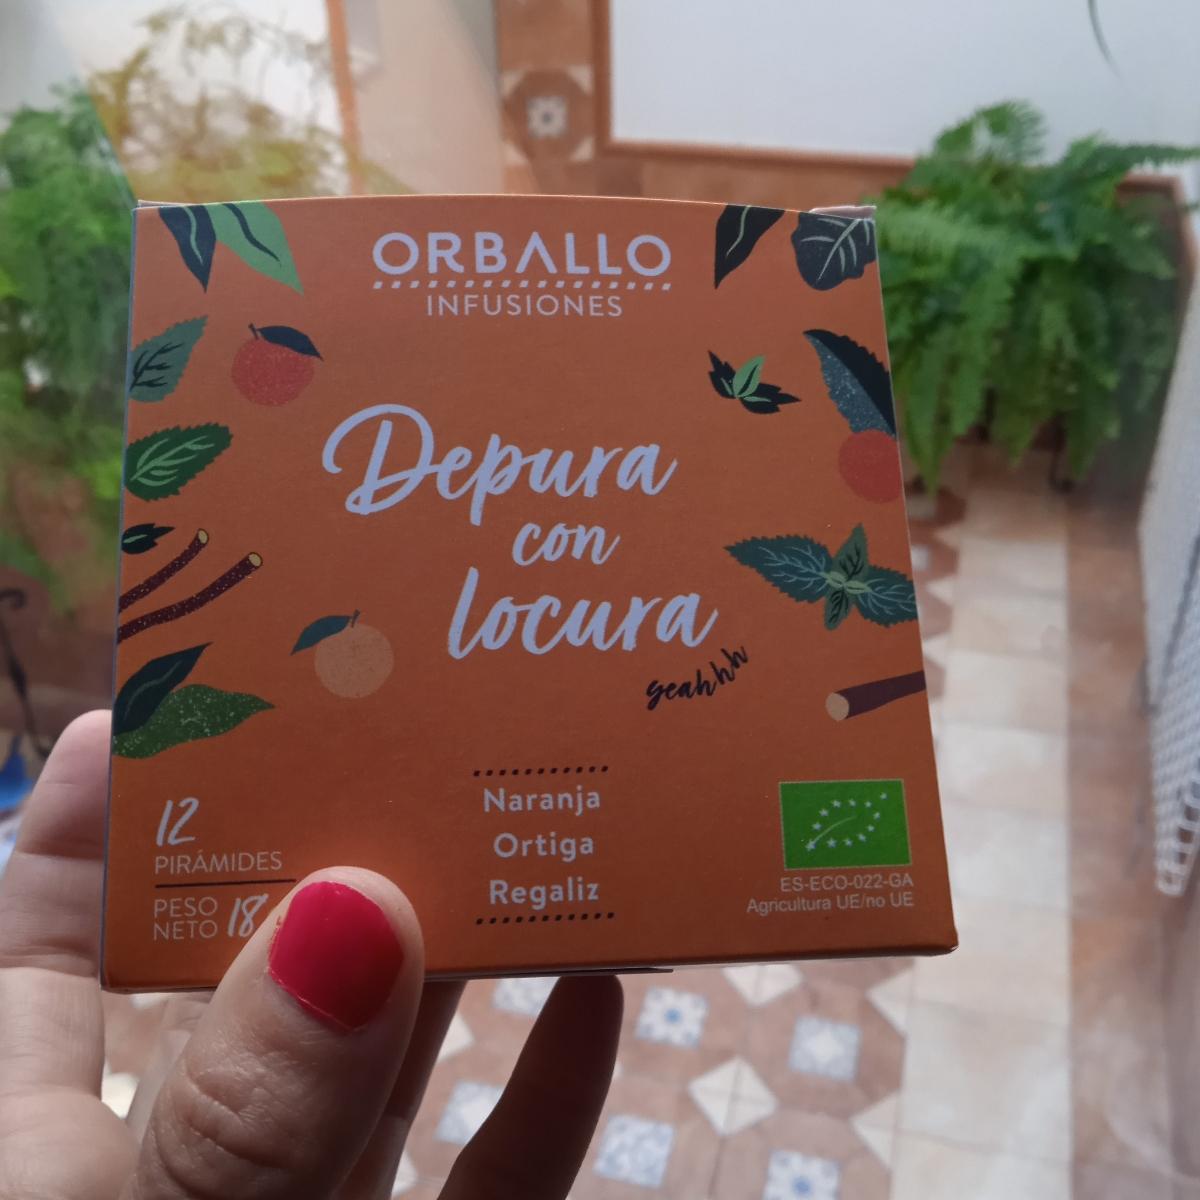 ORBALLO
INFUSIONES
Depura
con
locura
yeahhh
Naranja
Ortiga
Regaliz
12
PIRÁMIDES
PESO
NETO 18
ES-ECO-022-GA
Agricultura UE/no UE